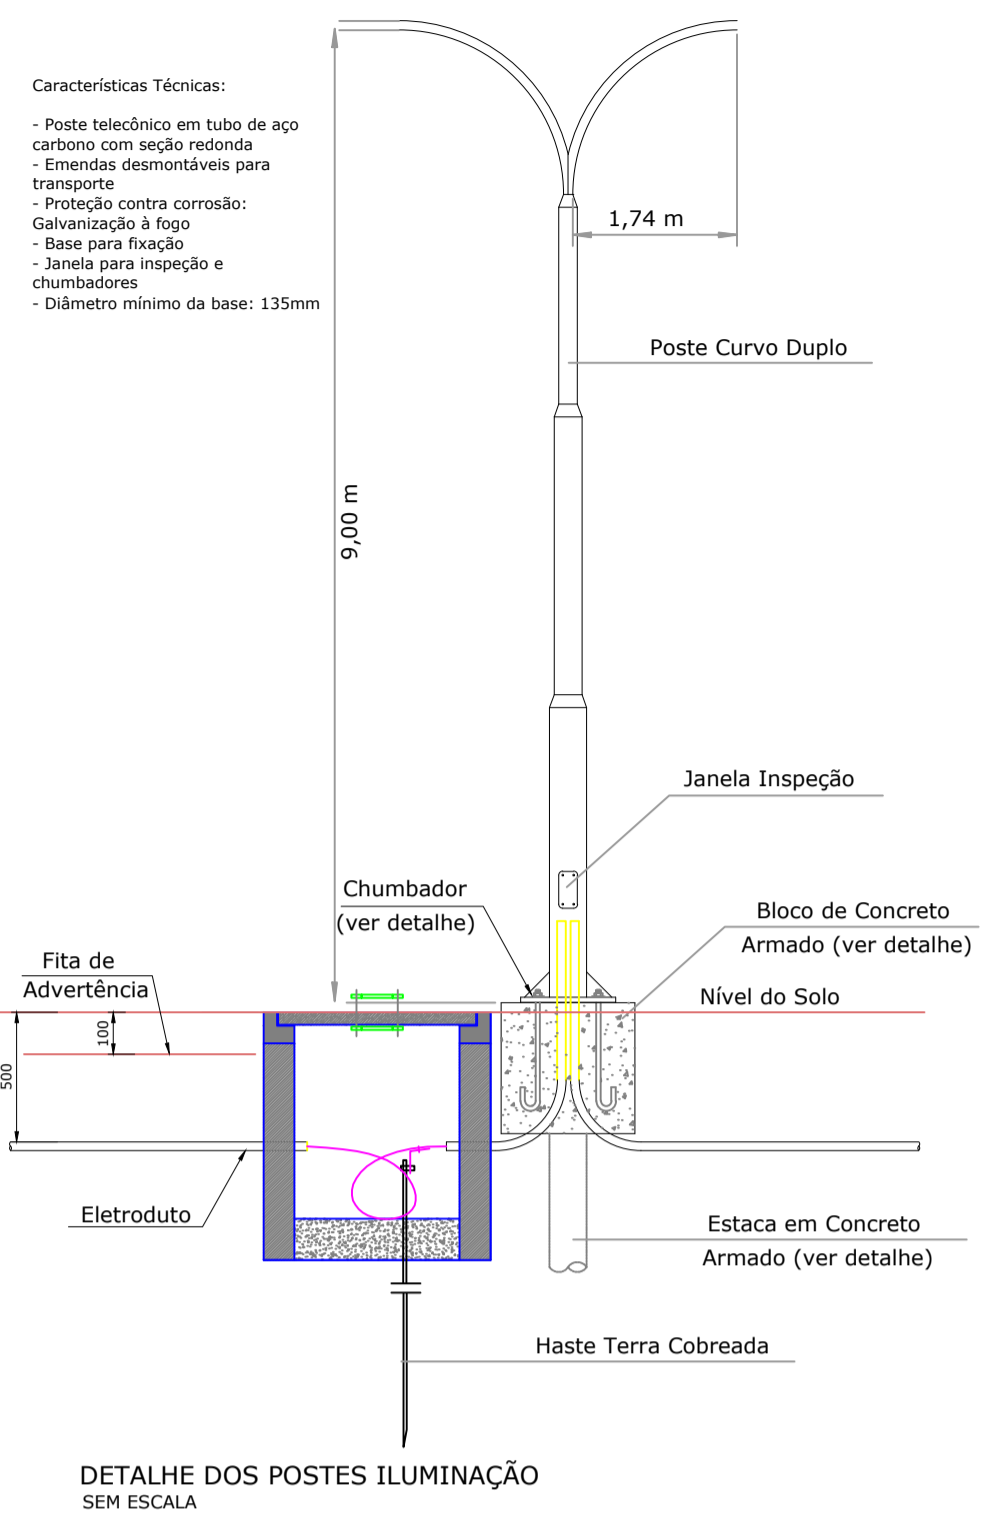 Características Técnicas:
- Poste telecônico em tubo de aço
carbono com seção redonda
- Emendas desmontáveis para
transporte
- Proteção contra corrosão:
Galvanização à fogo
- Base para fixação
- Janela para inspeção e
chumbadores
- Diâmetro mínimo da base: 135mm
1,74 m
Poste Curvo Duplo
9,00 m
Janela Inspeção
Chumbador
(ver detalhe)
Bloco de Concreto
Armado (ver detalhe)
Fita de
Advertência
Nível do Solo
100
500
Eletroduto
Estaca em Concreto
Armado (ver detalhe)
Haste Terra Cobreada
DETALHE DOS POSTES ILUMINAÇÃO
SEM ESCALA